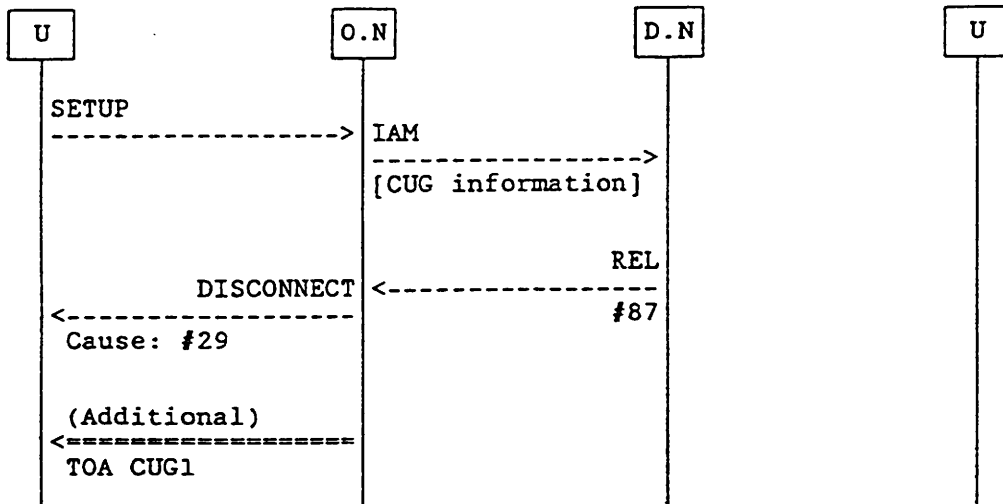 U O.N D.N U
SETUP
------------------> IAM
----------------->
[CUG information]
REL
DISCONNECT <-----------------
<------------------ #87
Cause: #29
(Additional)
<==================
TOA CUG1